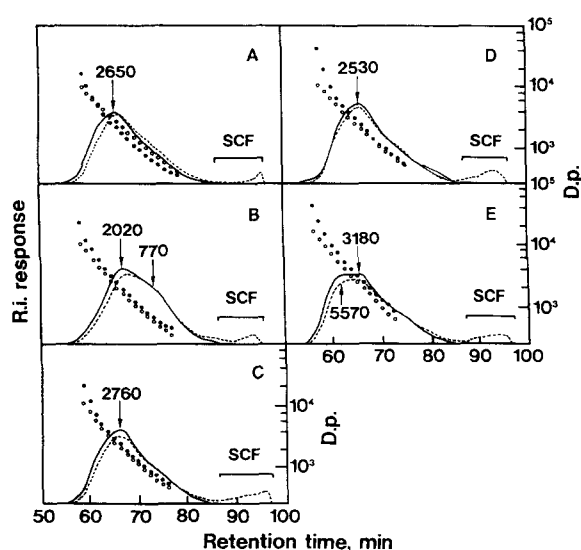 A
2650
SCF
D
2530
SCF
10⁵
10⁴
10³
10⁵
D.p.
B
2020
770
SCF
E
3180
5570
SCF
10⁴
10³
R.i. response
C
2760
SCF
10⁴
10³
D.p.
60 70 80 90 100
50 60 70 80 90 100
Retention time, min